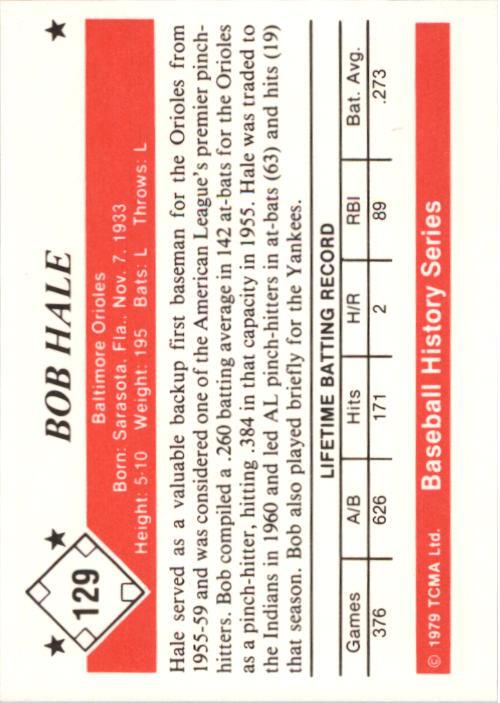 129
BOB HALE
Baltimore Orioles
Born: Sarasota, Fla., Nov. 7, 1933
Height: 5-10 Weight: 195 Bats: L Throws: L
Hale served as a valuable backup first baseman for the Orioles from
1955-59 and was considered one of the American League's premier pinch-
hitters. Bob compiled a .260 batting average in 142 at-bats for the Orioles
as a pinch-hitter, hitting .384 in that capacity in 1955. Hale was traded to
the Indians in 1960 and led AL pinch-hitters in at-bats (63) and hits (19)
that season. Bob also played briefly for the Yankees.
LIFETIME BATTING RECORD
Games A/B Hits H/R RBI Bat. Avg.
376 626 171 2 89 .273
© 1979 TCMA Ltd. Baseball History Series